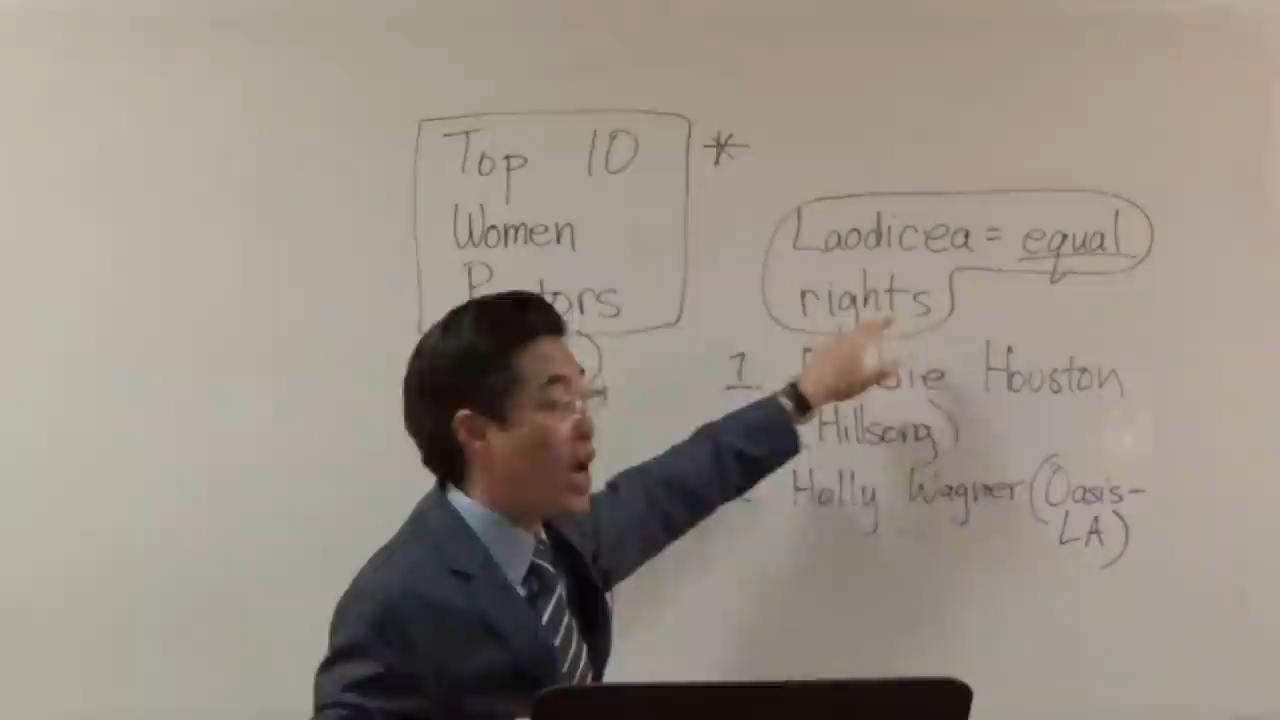 Top 10 *
Women
Laodicea = equal
rights
1 Houston
(Hillsong)
Holly Wagner (Oasis-
LA)